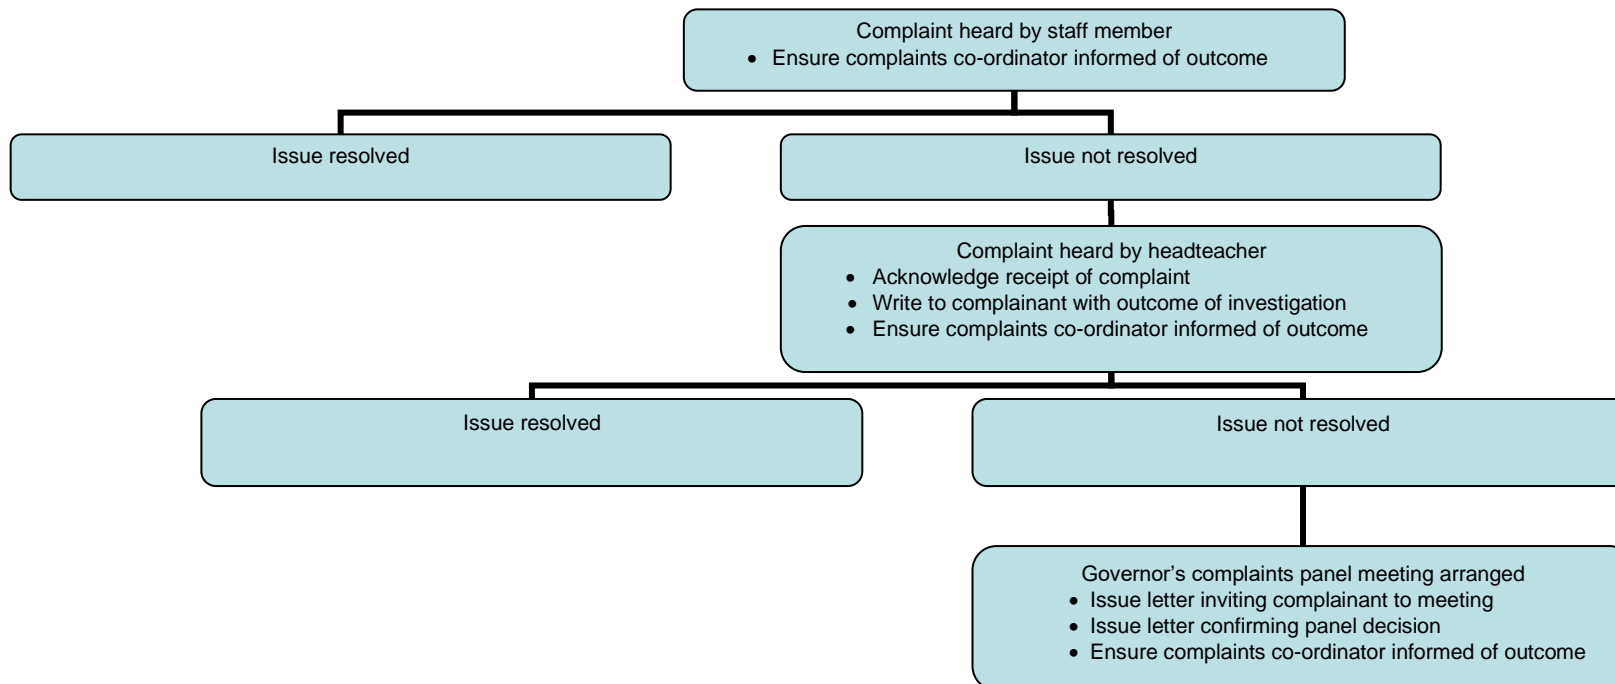 Complaint heard by staff member
• Ensure complaints co-ordinator informed of outcome
Issue resolved
Issue not resolved
Complaint heard by headteacher
• Acknowledge receipt of complaint
• Write to complainant with outcome of investigation
• Ensure complaints co-ordinator informed of outcome
Issue resolved
Issue not resolved
Governor’s complaints panel meeting arranged
• Issue letter inviting complainant to meeting
• Issue letter confirming panel decision
• Ensure complaints co-ordinator informed of outcome